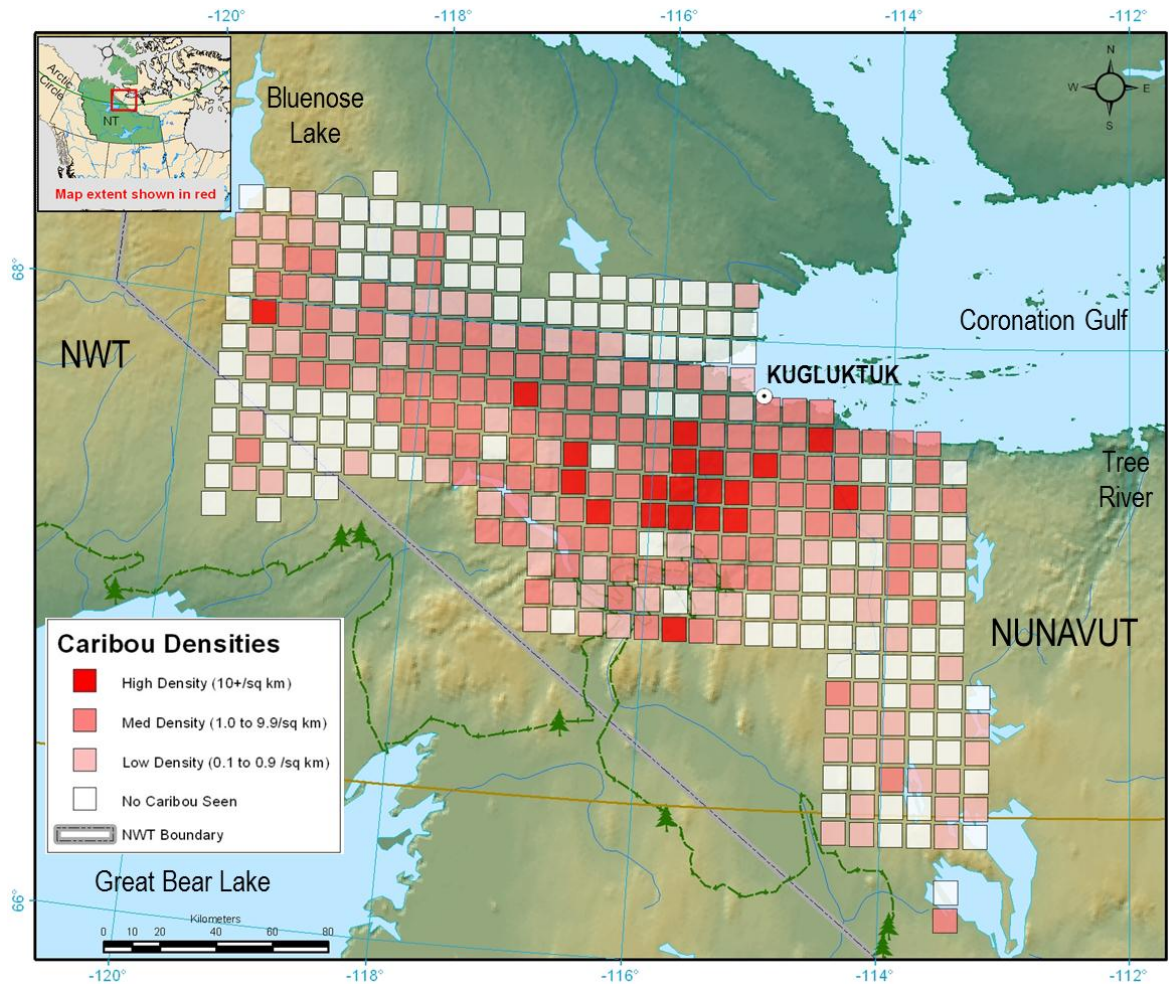 -120°
-118°
-116°
-114°
-112°
Arctic
Circle
NT
Map extent shown in red
Bluenose
Lake
N
W
E
S
68°
NWT
Coronation Gulf
KUGLUKTUK
Tree
River
NUNAVUT
Caribou Densities
High Density (10+/sq km)
Med Density (1.0 to 9.9/sq km)
Low Density (0.1 to 0.9 /sq km)
No Caribou Seen
NWT Boundary
Great Bear Lake
66°
Kilometers
0 10 20 40 60 80
-120°
-118°
-116°
-114°
-112°